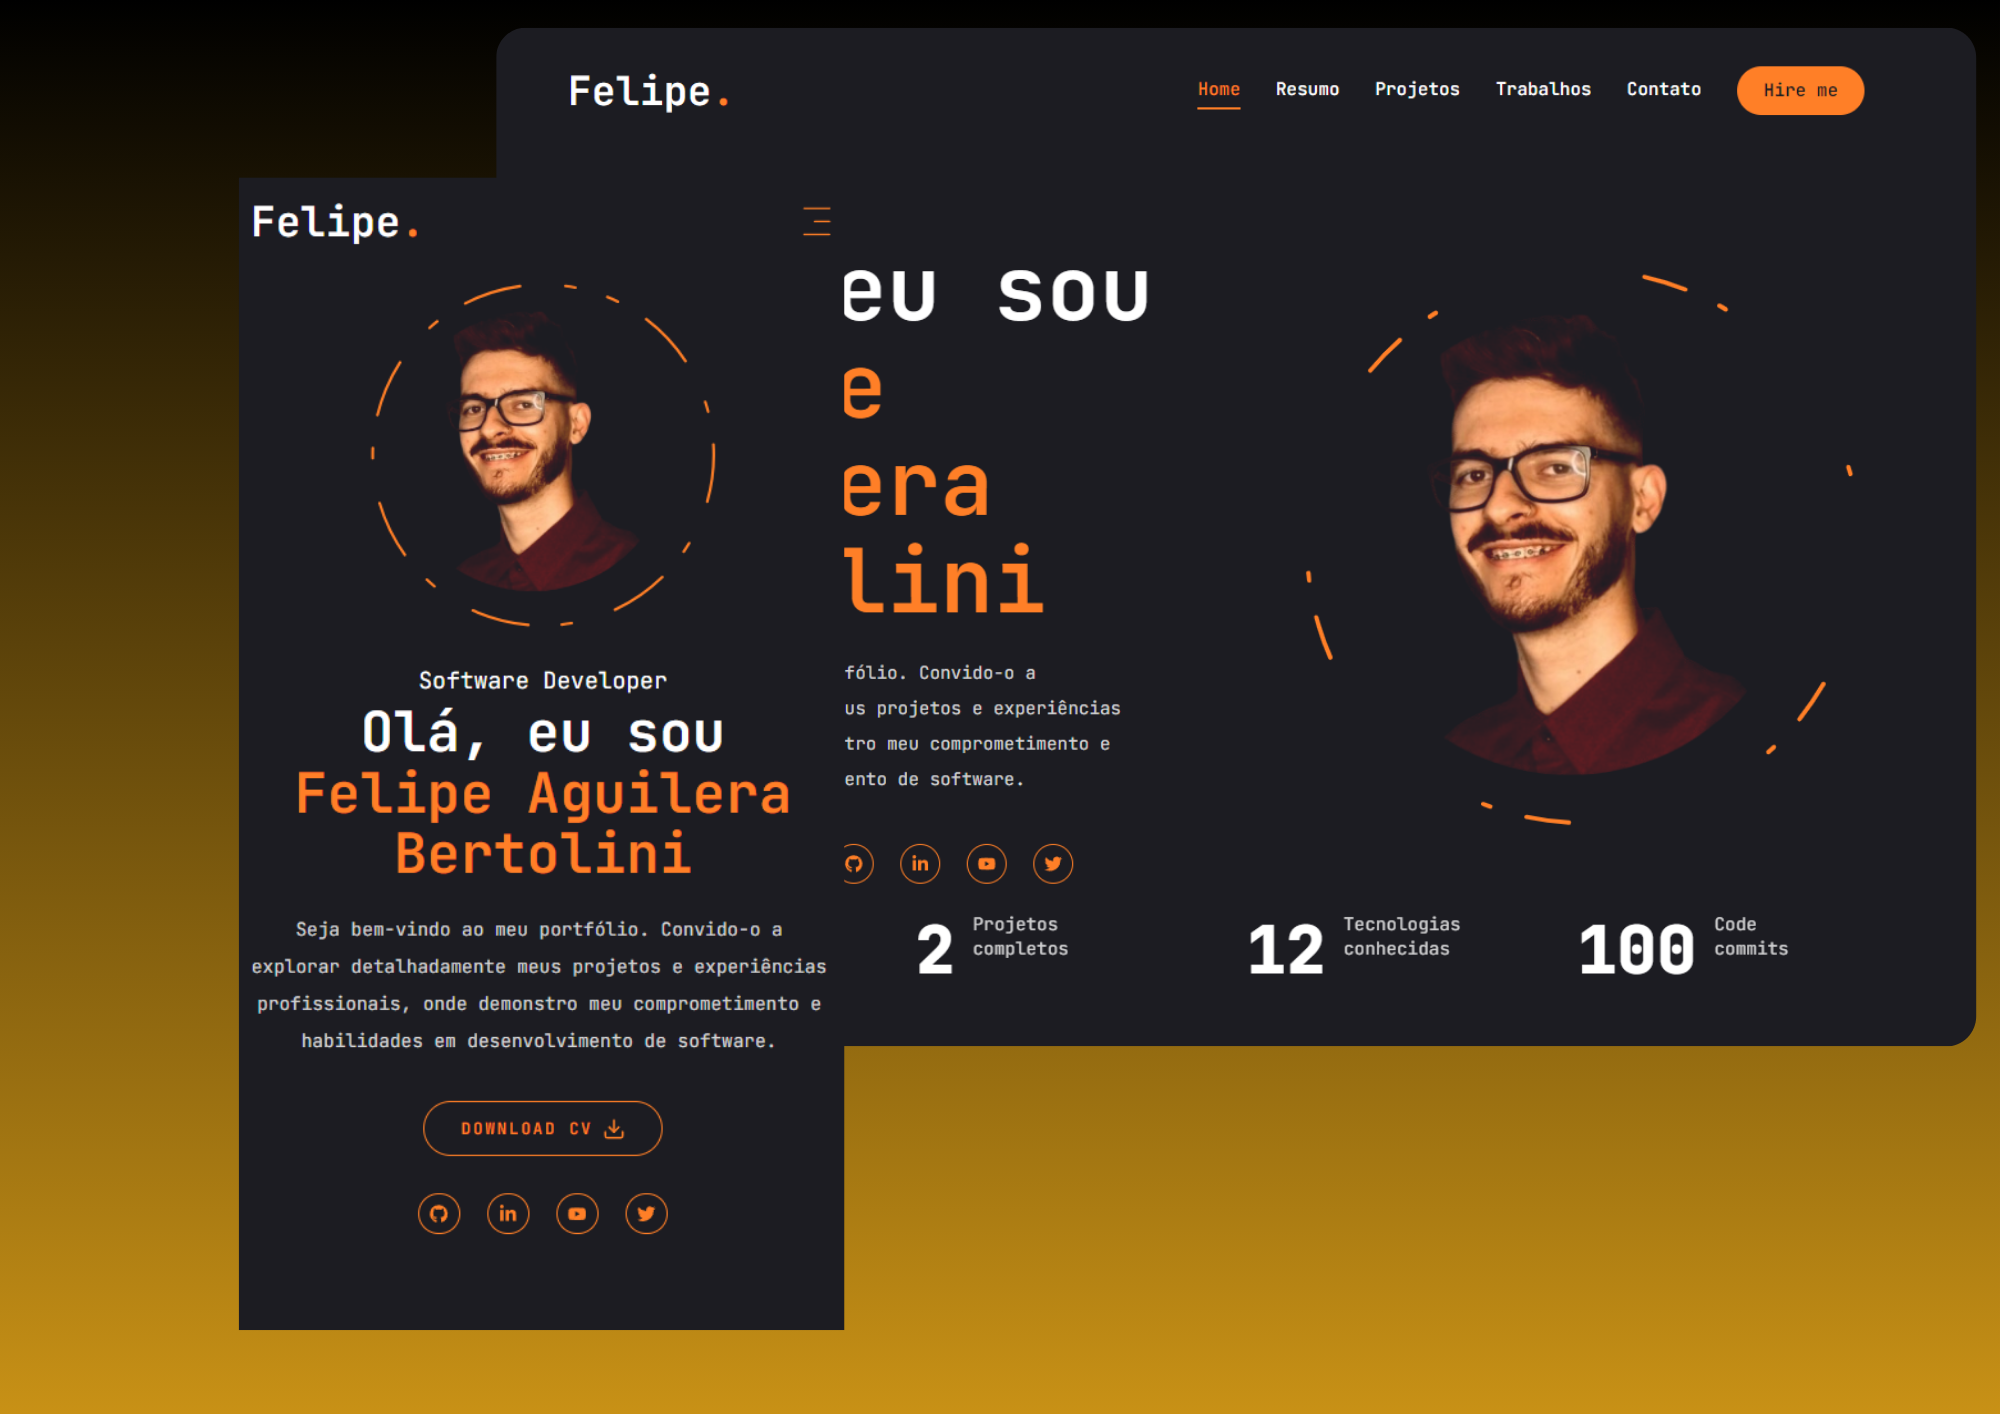 Felipe.
Home Resumo Projetos Trabalhos Contato Hire me
Felipe.
Software Developer
Olá, eu sou
Felipe Aguilera
Bertolini
Seja bem-vindo ao meu portfólio. Convido-o a
explorar detalhadamente meus projetos e experiências
profissionais, onde demonstro meu comprometimento e
habilidades em desenvolvimento de software.
DOWNLOAD CV
in
eu sou
e
era
lini
fólio. Convido-o a
us projetos e experiências
tro meu comprometimento e
ento de software.
in
2 Projetos
completos
12 Tecnologias
conhecidas
100 Code
commits